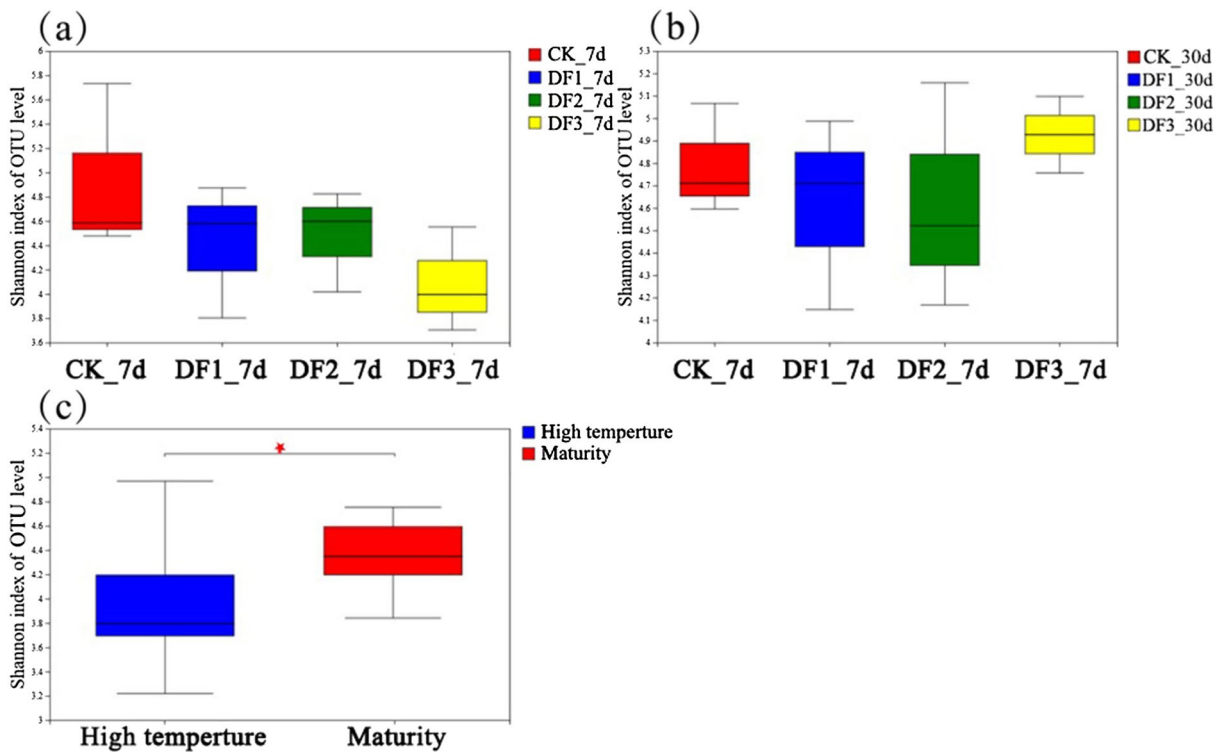 (a)
Shannon index of OTU level
6
5.8
5.6
5.4
5.2
5
4.8
4.6
4.4
4.2
4
3.8
3.6
CK_7d
DF1_7d
DF2_7d
DF3_7d
CK_7d
DF1_7d
DF2_7d
DF3_7d
(b)
Shannon index of OTU level
5.3
5.2
5.1
5
4.9
4.8
4.7
4.6
4.5
4.4
4.3
4.2
4.1
4
CK_7d
DF1_7d
DF2_7d
DF3_7d
CK_30d
DF1_30d
DF2_30d
DF3_30d
(c)
Shannon index of OTU level
5.4
5.2
5
4.8
4.6
4.4
4.2
4
3.8
3.6
3.4
3.2
3
High temperture
Maturity
High temperture
Maturity